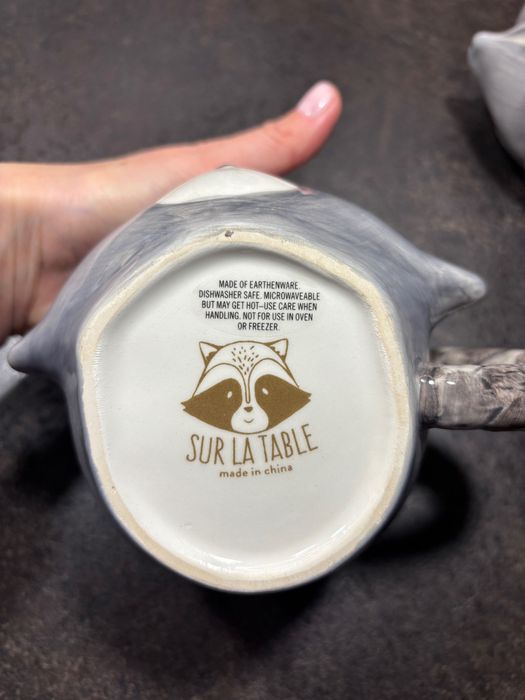 MADE OF EARTHENWARE.
DISHWASHER SAFE. MICROWAVEABLE
BUT MAY GET HOT–USE CARE WHEN
HANDLING. NOT FOR USE IN OVEN
OR FREEZER.
SUR LA TABLE
made in china